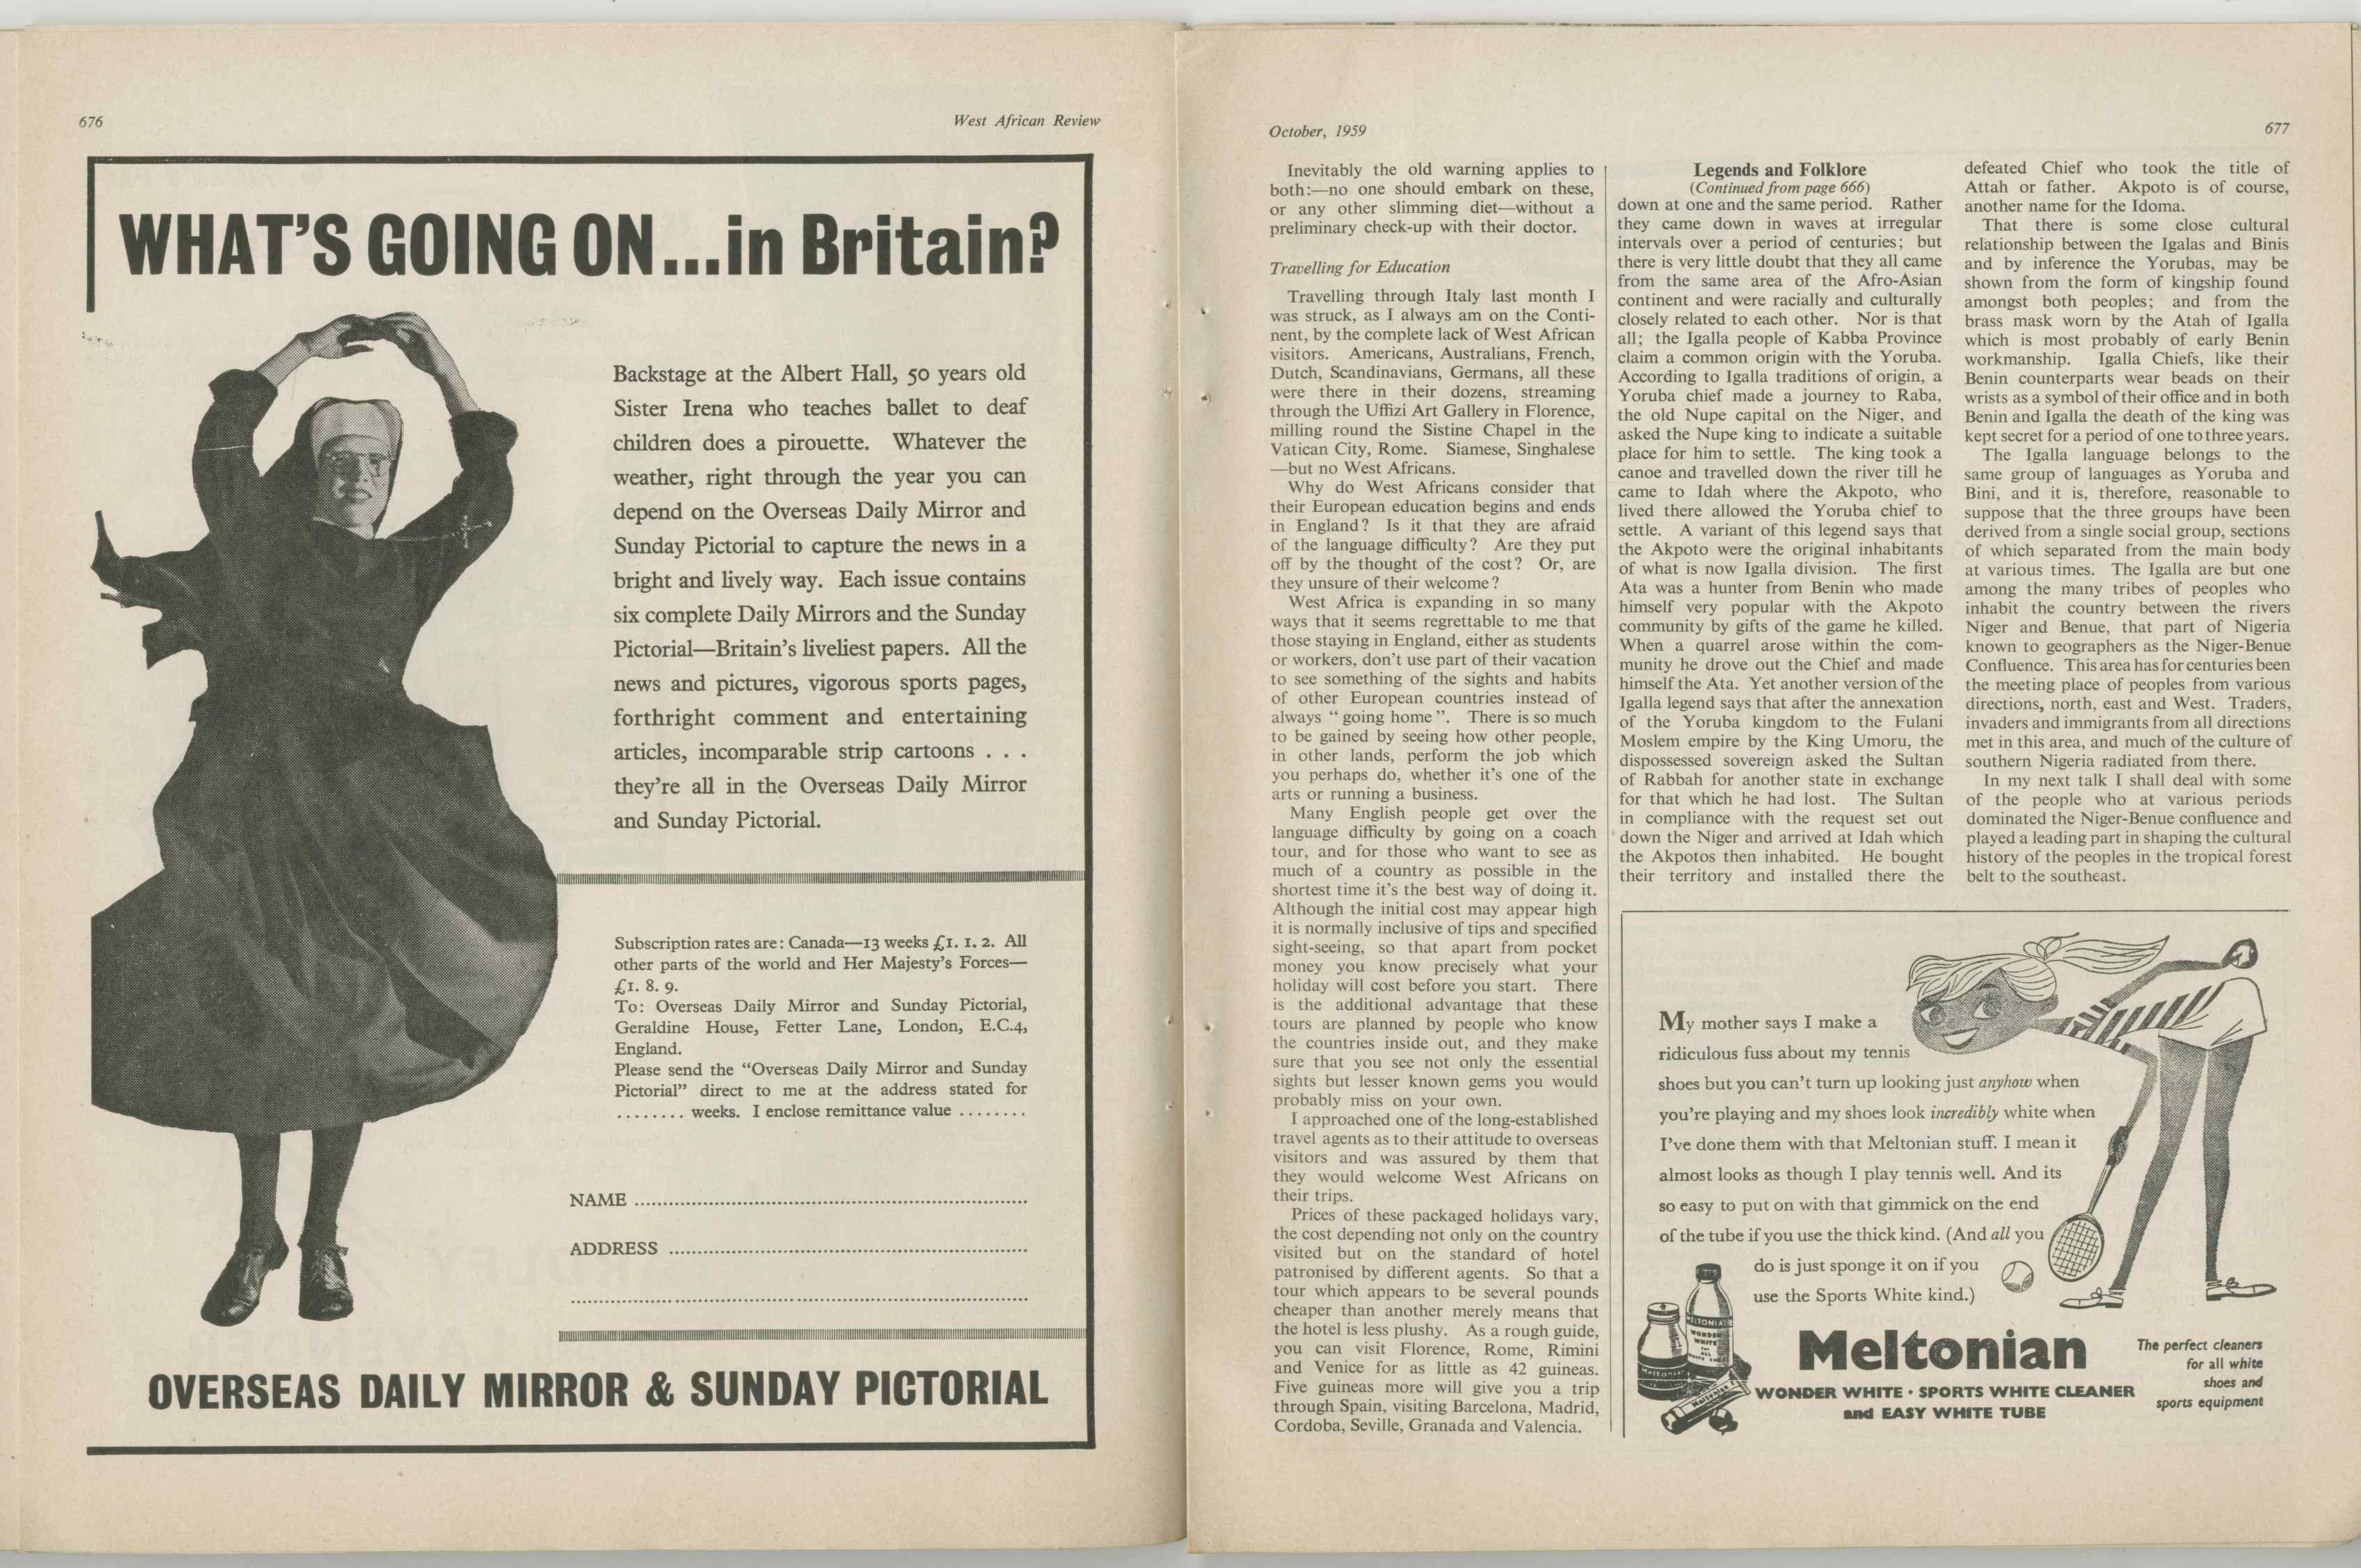 676
West African Review
WHAT'S GOING ON...in Britain?
Backstage at the Albert Hall, 50 years old
Sister Irena who teaches ballet to deaf
children does a pirouette. Whatever the
weather, right through the year you can
depend on the Overseas Daily Mirror and
Sunday Pictorial to capture the news in a
bright and lively way. Each issue contains
six complete Daily Mirrors and the Sunday
Pictorial—Britain's liveliest papers. All the
news and pictures, vigorous sports pages,
forthright comment and entertaining
articles, incomparable strip cartoons . . .
they're all in the Overseas Daily Mirror
and Sunday Pictorial.
Subscription rates are: Canada—13 weeks £1. 1. 2. All
other parts of the world and Her Majesty's Forces—
£1. 8. 9.
To: Overseas Daily Mirror and Sunday Pictorial,
Geraldine House, Fetter Lane, London, E.C.4,
England.
Please send the "Overseas Daily Mirror and Sunday
Pictorial" direct to me at the address stated for
........ weeks. I enclose remittance value ........
NAME
ADDRESS
OVERSEAS DAILY MIRROR & SUNDAY PICTORIAL
October, 1959
677
Inevitably the old warning applies to
both:—no one should embark on these,
or any other slimming diet—without a
preliminary check-up with their doctor.
Travelling for Education
Travelling through Italy last month I
was struck, as I always am on the Conti-
nent, by the complete lack of West African
visitors. Americans, Australians, French,
Dutch, Scandinavians, Germans, all these
were there in their dozens, streaming
through the Uffizi Art Gallery in Florence,
milling round the Sistine Chapel in the
Vatican City, Rome. Siamese, Singhalese
—but no West Africans.
Why do West Africans consider that
their European education begins and ends
in England? Is it that they are afraid
of the language difficulty? Are they put
off by the thought of the cost? Or, are
they unsure of their welcome?
West Africa is expanding in so many
ways that it seems regrettable to me that
those staying in England, either as students
or workers, don't use part of their vacation
to see something of the sights and habits
of other European countries instead of
always " going home ". There is so much
to be gained by seeing how other people,
in other lands, perform the job which
you perhaps do, whether it's one of the
arts or running a business.
Many English people get over the
language difficulty by going on a coach
tour, and for those who want to see as
much of a country as possible in the
shortest time it's the best way of doing it.
Although the initial cost may appear high
it is normally inclusive of tips and specified
sight-seeing, so that apart from pocket
money you know precisely what your
holiday will cost before you start. There
is the additional advantage that these
tours are planned by people who know
the countries inside out, and they make
sure that you see not only the essential
sights but lesser known gems you would
probably miss on your own.
I approached one of the long-established
travel agents as to their attitude to overseas
visitors and was assured by them that
they would welcome West Africans on
their trips.
Prices of these packaged holidays vary,
the cost depending not only on the country
visited but on the standard of hotel
patronised by different agents. So that a
tour which appears to be several pounds
cheaper than another merely means that
the hotel is less plushy. As a rough guide,
you can visit Florence, Rome, Rimini
and Venice for as little as 42 guineas.
Five guineas more will give you a trip
through Spain, visiting Barcelona, Madrid,
Cordoba, Seville, Granada and Valencia.
Legends and Folklore
(Continued from page 666)
down at one and the same period. Rather
they came down in waves at irregular
intervals over a period of centuries; but
there is very little doubt that they all came
from the same area of the Afro-Asian
continent and were racially and culturally
closely related to each other. Nor is that
all; the Igalla people of Kabba Province
claim a common origin with the Yoruba.
According to Igalla traditions of origin, a
Yoruba chief made a journey to Raba,
the old Nupe capital on the Niger, and
asked the Nupe king to indicate a suitable
place for him to settle. The king took a
canoe and travelled down the river till he
came to Idah where the Akpoto, who
lived there allowed the Yoruba chief to
settle. A variant of this legend says that
the Akpoto were the original inhabitants
of what is now Igalla division. The first
Ata was a hunter from Benin who made
himself very popular with the Akpoto
community by gifts of the game he killed.
When a quarrel arose within the com-
munity he drove out the Chief and made
himself the Ata. Yet another version of the
Igalla legend says that after the annexation
of the Yoruba kingdom to the Fulani
Moslem empire by the King Umoru, the
dispossessed sovereign asked the Sultan
of Rabbah for another state in exchange
for that which he had lost. The Sultan
in compliance with the request set out
down the Niger and arrived at Idah which
the Akpotos then inhabited. He bought
their territory and installed there the
defeated Chief who took the title of
Attah or father. Akpoto is of course,
another name for the Idoma.
That there is some close cultural
relationship between the Igalas and Binis
and by inference the Yorubas, may be
shown from the form of kingship found
amongst both peoples; and from the
brass mask worn by the Atah of Igalla
which is most probably of early Benin
workmanship. Igalla Chiefs, like their
Benin counterparts wear beads on their
wrists as a symbol of their office and in both
Benin and Igalla the death of the king was
kept secret for a period of one to three years.
The Igalla language belongs to the
same group of languages as Yoruba and
Bini, and it is, therefore, reasonable to
suppose that the three groups have been
derived from a single social group, sections
of which separated from the main body
at various times. The Igalla are but one
among the many tribes of peoples who
inhabit the country between the rivers
Niger and Benue, that part of Nigeria
known to geographers as the Niger-Benue
Confluence. This area has for centuries been
the meeting place of peoples from various
directions, north, east and West. Traders,
invaders and immigrants from all directions
met in this area, and much of the culture of
southern Nigeria radiated from there.
In my next talk I shall deal with some
of the people who at various periods
dominated the Niger-Benue confluence and
played a leading part in shaping the cultural
history of the peoples in the tropical forest
belt to the southeast.
My mother says I make a
ridiculous fuss about my tennis
shoes but you can't turn up looking just anyhow when
you're playing and my shoes look incredibly white when
I've done them with that Meltonian stuff. I mean it
almost looks as though I play tennis well. And its
so easy to put on with that gimmick on the end
of the tube if you use the thick kind. (And all you
do is just sponge it on if you
use the Sports White kind.)
MELTONIAN
WONDER
WHITE
for
ALL
Meltonian
Meltonian
Meltonian
WONDER WHITE · SPORTS WHITE CLEANER
and EASY WHITE TUBE
The perfect cleaners
for all white
shoes and
sports equipment